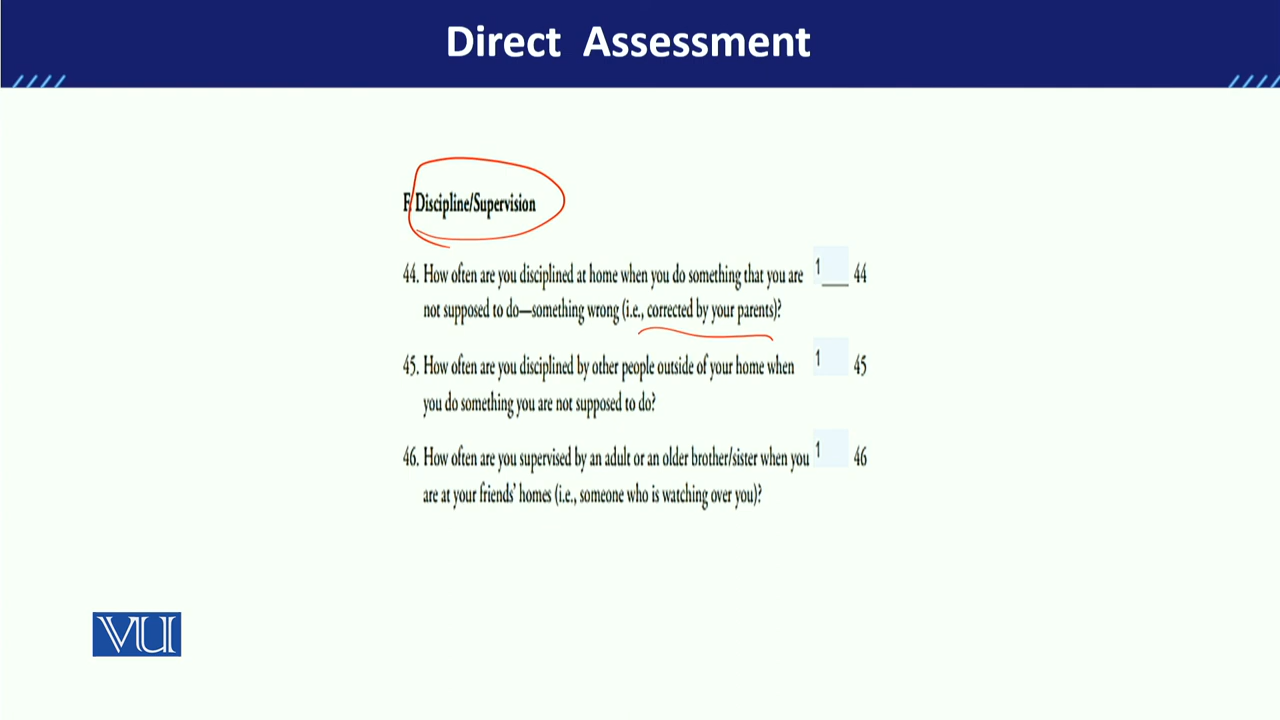 Direct Assessment
F. Discipline/Supervision
44. How often are you disciplined at home when you do something that you are 1 44
not supposed to do—something wrong (i.e., corrected by your parents)?
45. How often are you disciplined by other people outside of your home when 1 45
you do something you are not supposed to do?
46. How often are you supervised by an adult or an older brother/sister when you 1 46
are at your friends' homes (i.e., someone who is watching over you)?
VU